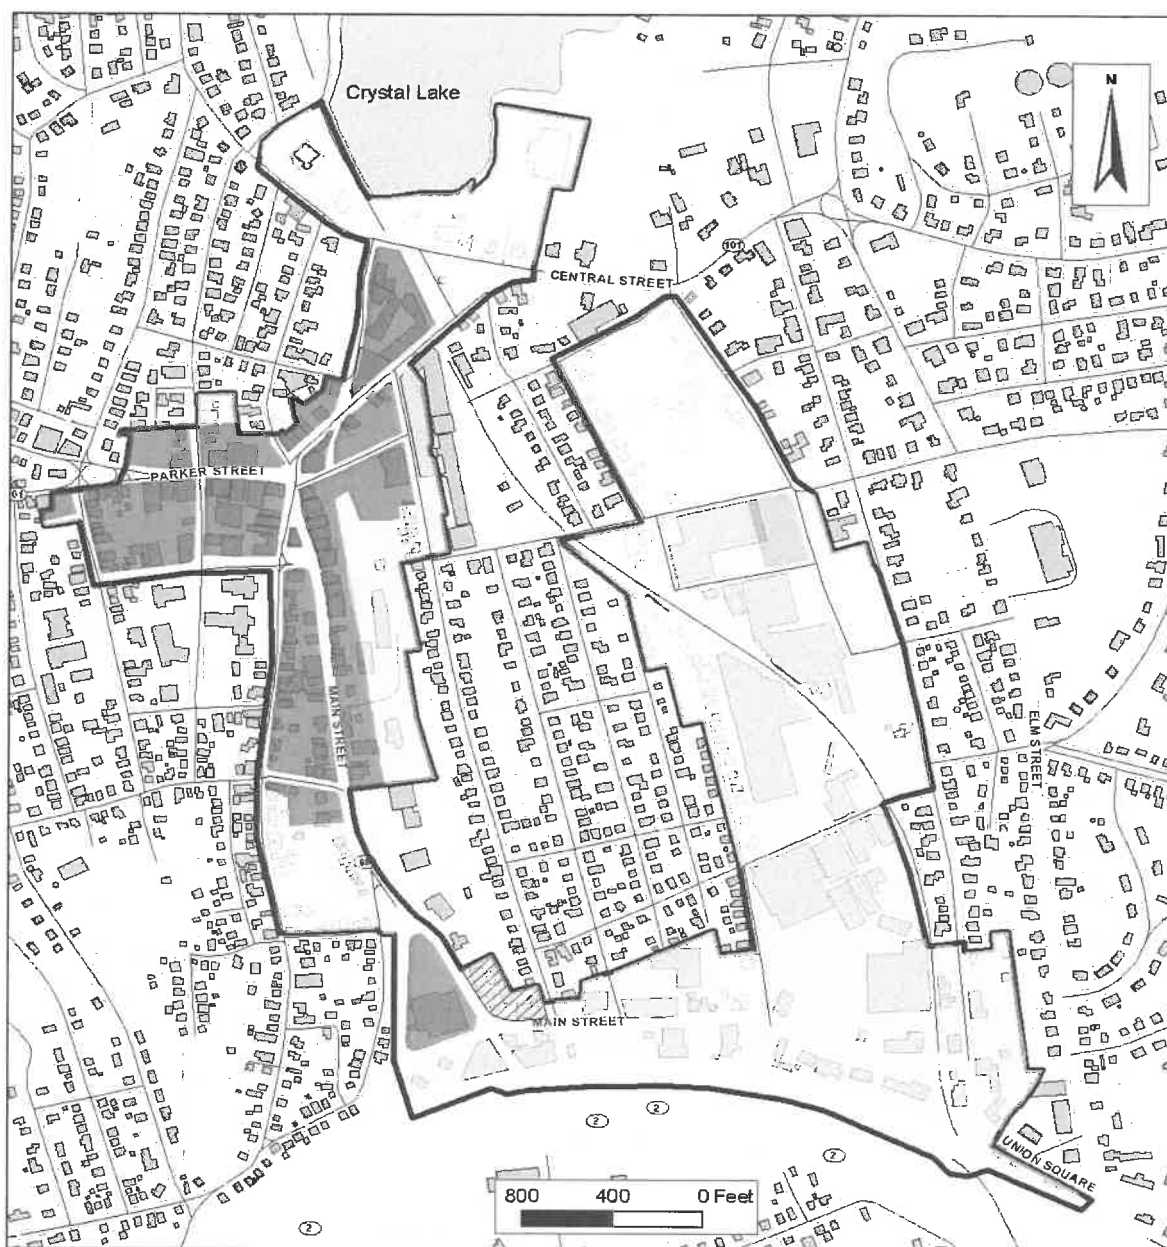 Crystal Lake
N
101
CENTRAL STREET
PARKER STREET
MAIN STREET
ELM STREET
68
MAIN STREET
2
2
2
UNION SQUARE
800 400 0 Feet
2